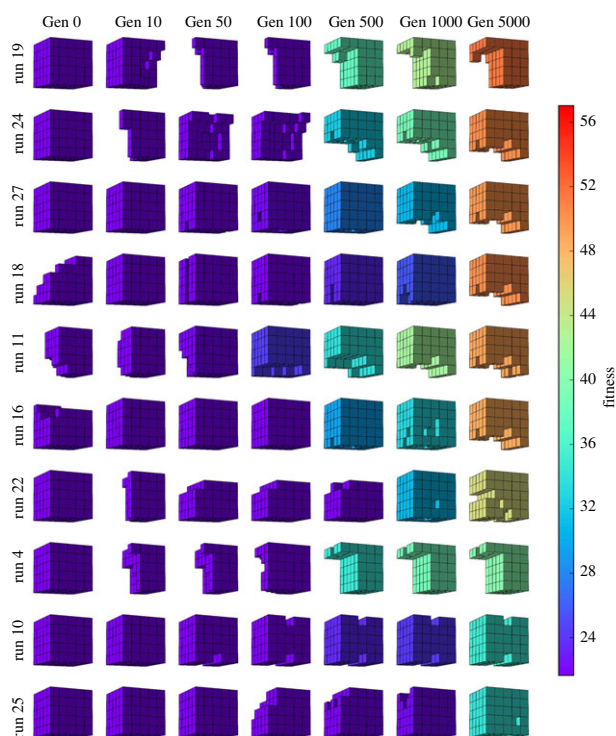 Gen 0 Gen 10 Gen 50 Gen 100 Gen 500 Gen 1000 Gen 5000
run 19
run 24
run 27
run 18
run 11
run 16
run 22
run 4
run 10
run 25
56
52
48
44
40
36
32
28
24
fitness